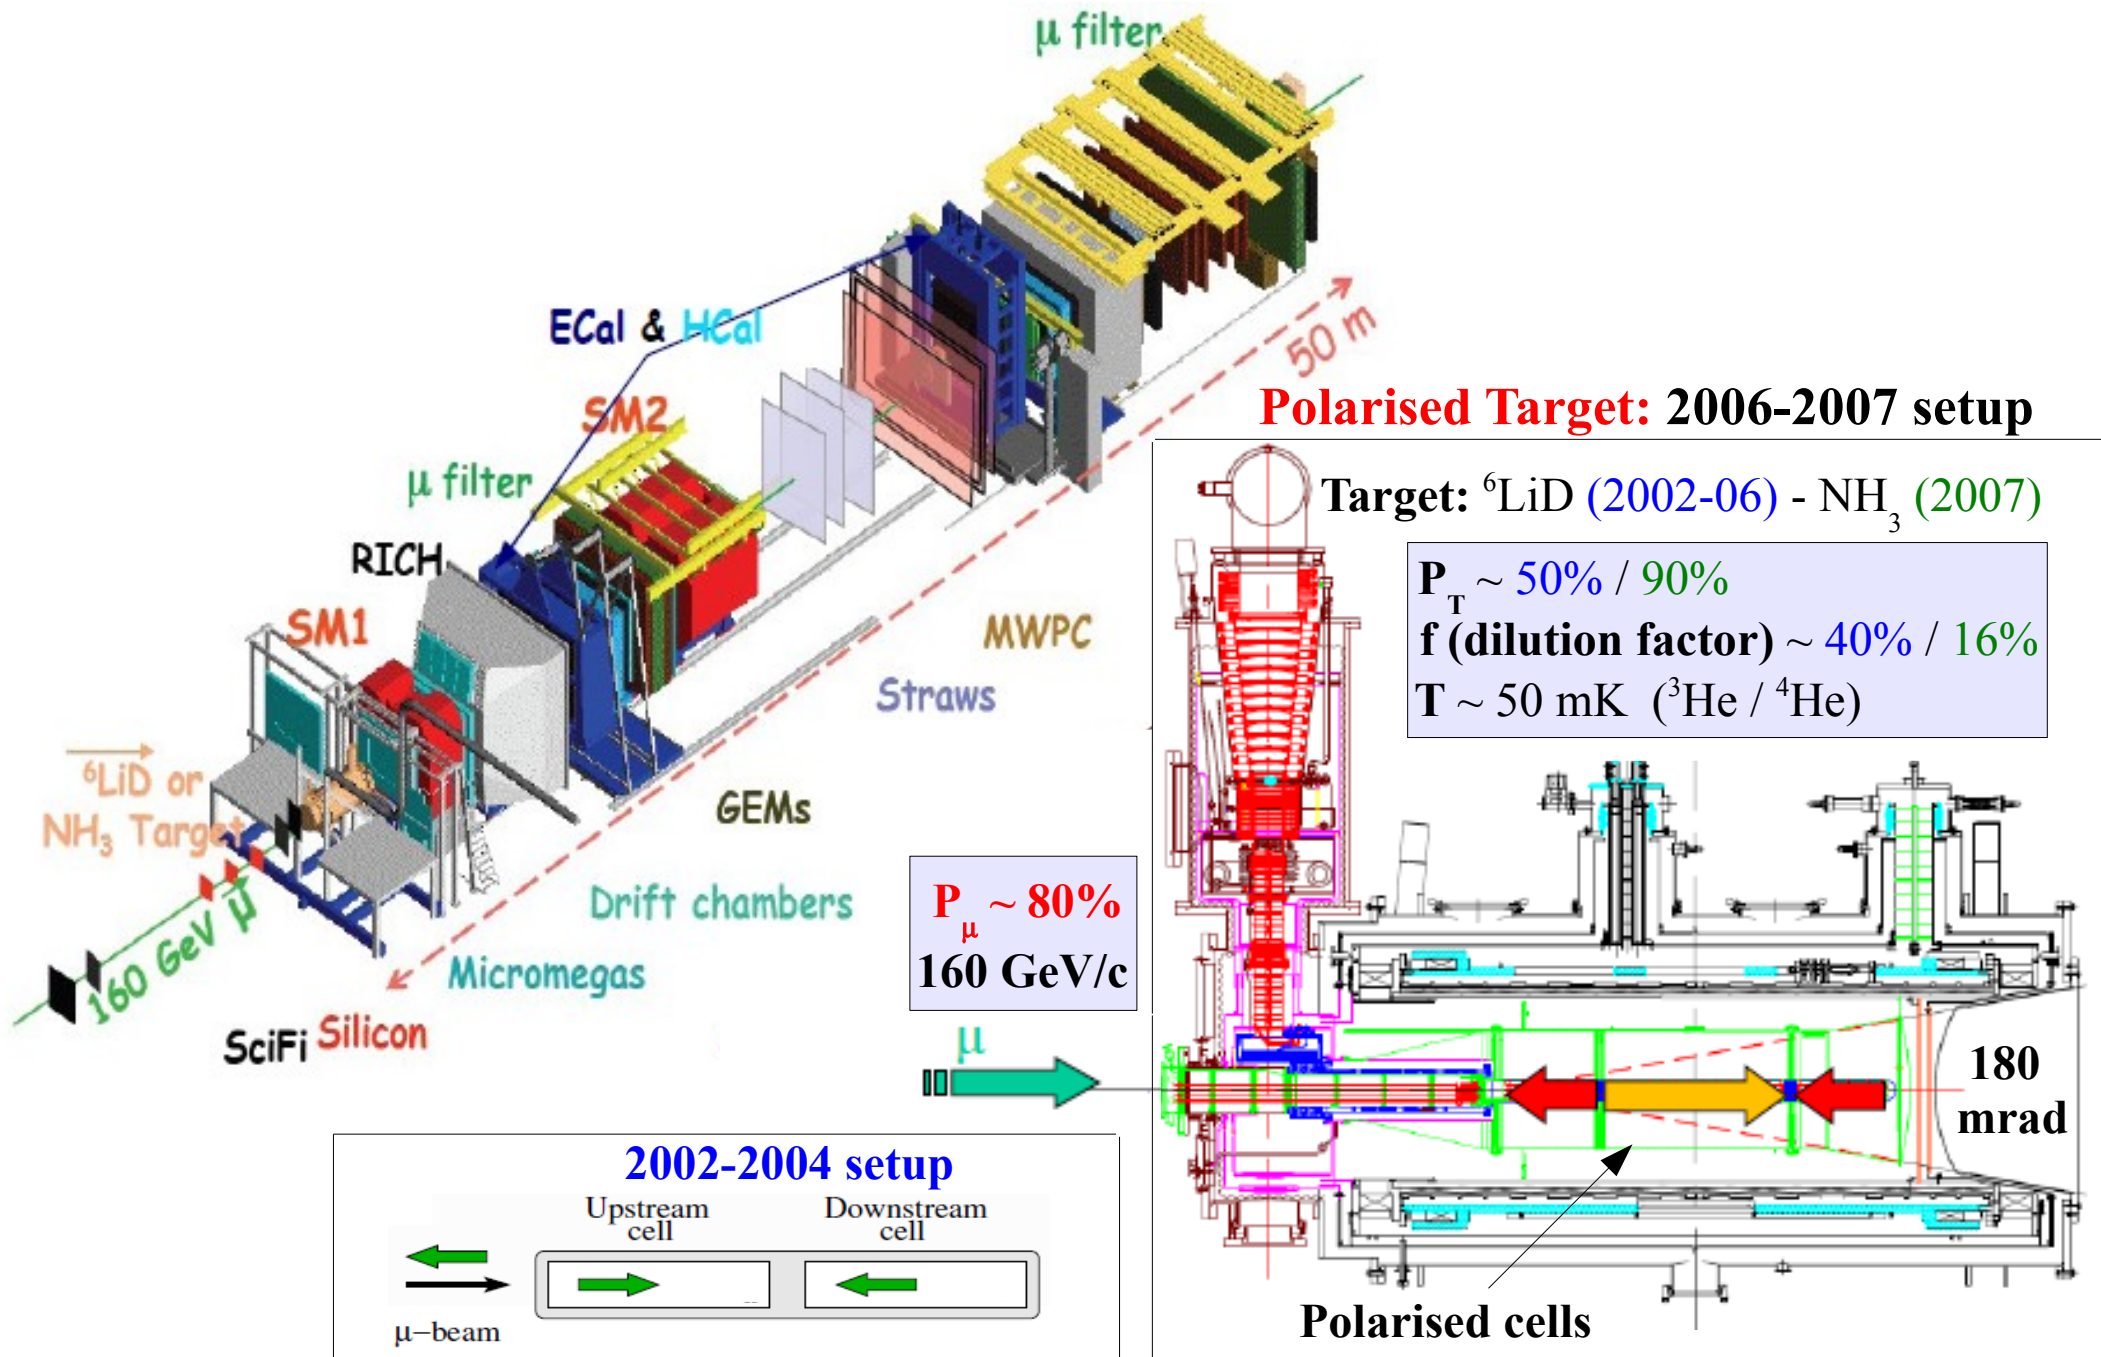 μ filter
ECal & HCal
50 m
SM2
μ filter
RICH
SM1
MWPC
Straws
⁶LiD or
NH₃ Target
GEMs
Drift chambers
160 GeV μ
Micromegas
SciFi Silicon
Polarised Target: 2006-2007 setup
Target: ⁶LiD (2002-06) - NH₃ (2007)
P_T ~ 50% / 90%
f (dilution factor) ~ 40% / 16%
T ~ 50 mK (³He / ⁴He)
P_μ ~ 80%
160 GeV/c
μ
180
mrad
Polarised cells
2002-2004 setup
Upstream
cell
Downstream
cell
μ−beam